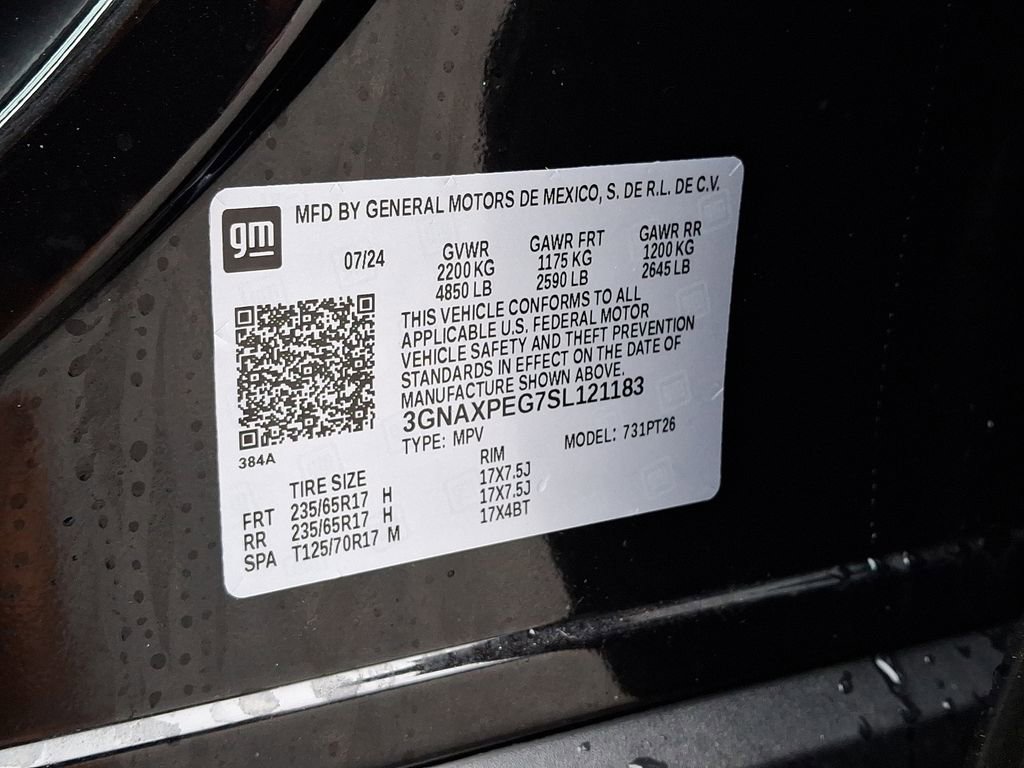 gm
MFD BY GENERAL MOTORS DE MEXICO, S. DE R.L. DE C.V.
07/24
GVWR
2200 KG
4850 LB
GAWR FRT
1175 KG
2590 LB
GAWR RR
1200 KG
2645 LB
THIS VEHICLE CONFORMS TO ALL
APPLICABLE U.S. FEDERAL MOTOR
VEHICLE SAFETY AND THEFT PREVENTION
STANDARDS IN EFFECT ON THE DATE OF
MANUFACTURE SHOWN ABOVE.
3GNAXPEG7SL121183
TYPE: MPV MODEL: 731PT26
384A
TIRE SIZE RIM
FRT 235/65R17 H 17X7.5J
RR 235/65R17 H 17X7.5J
SPA T125/70R17 M 17X4BT